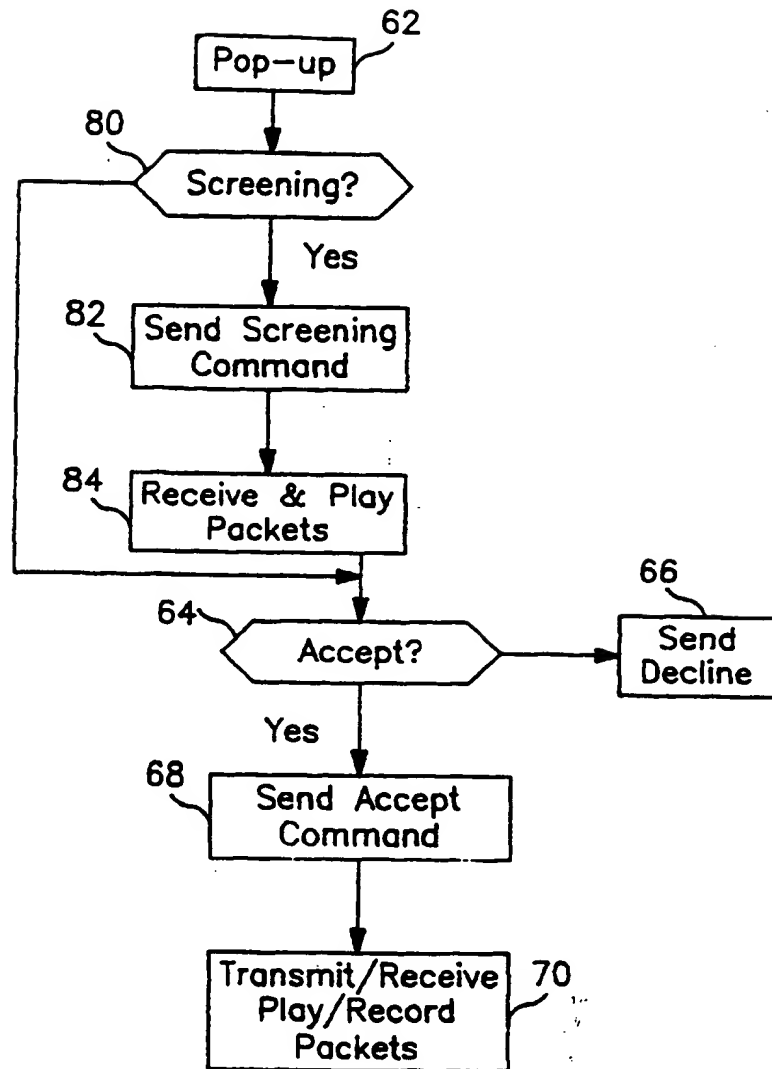 62
Pop-up
80
Screening?
Yes
82
Send Screening
Command
84
Receive & Play
Packets
64
Accept?
66
Send
Decline
Yes
68
Send Accept
Command
Transmit/Receive
Play/Record
Packets
70